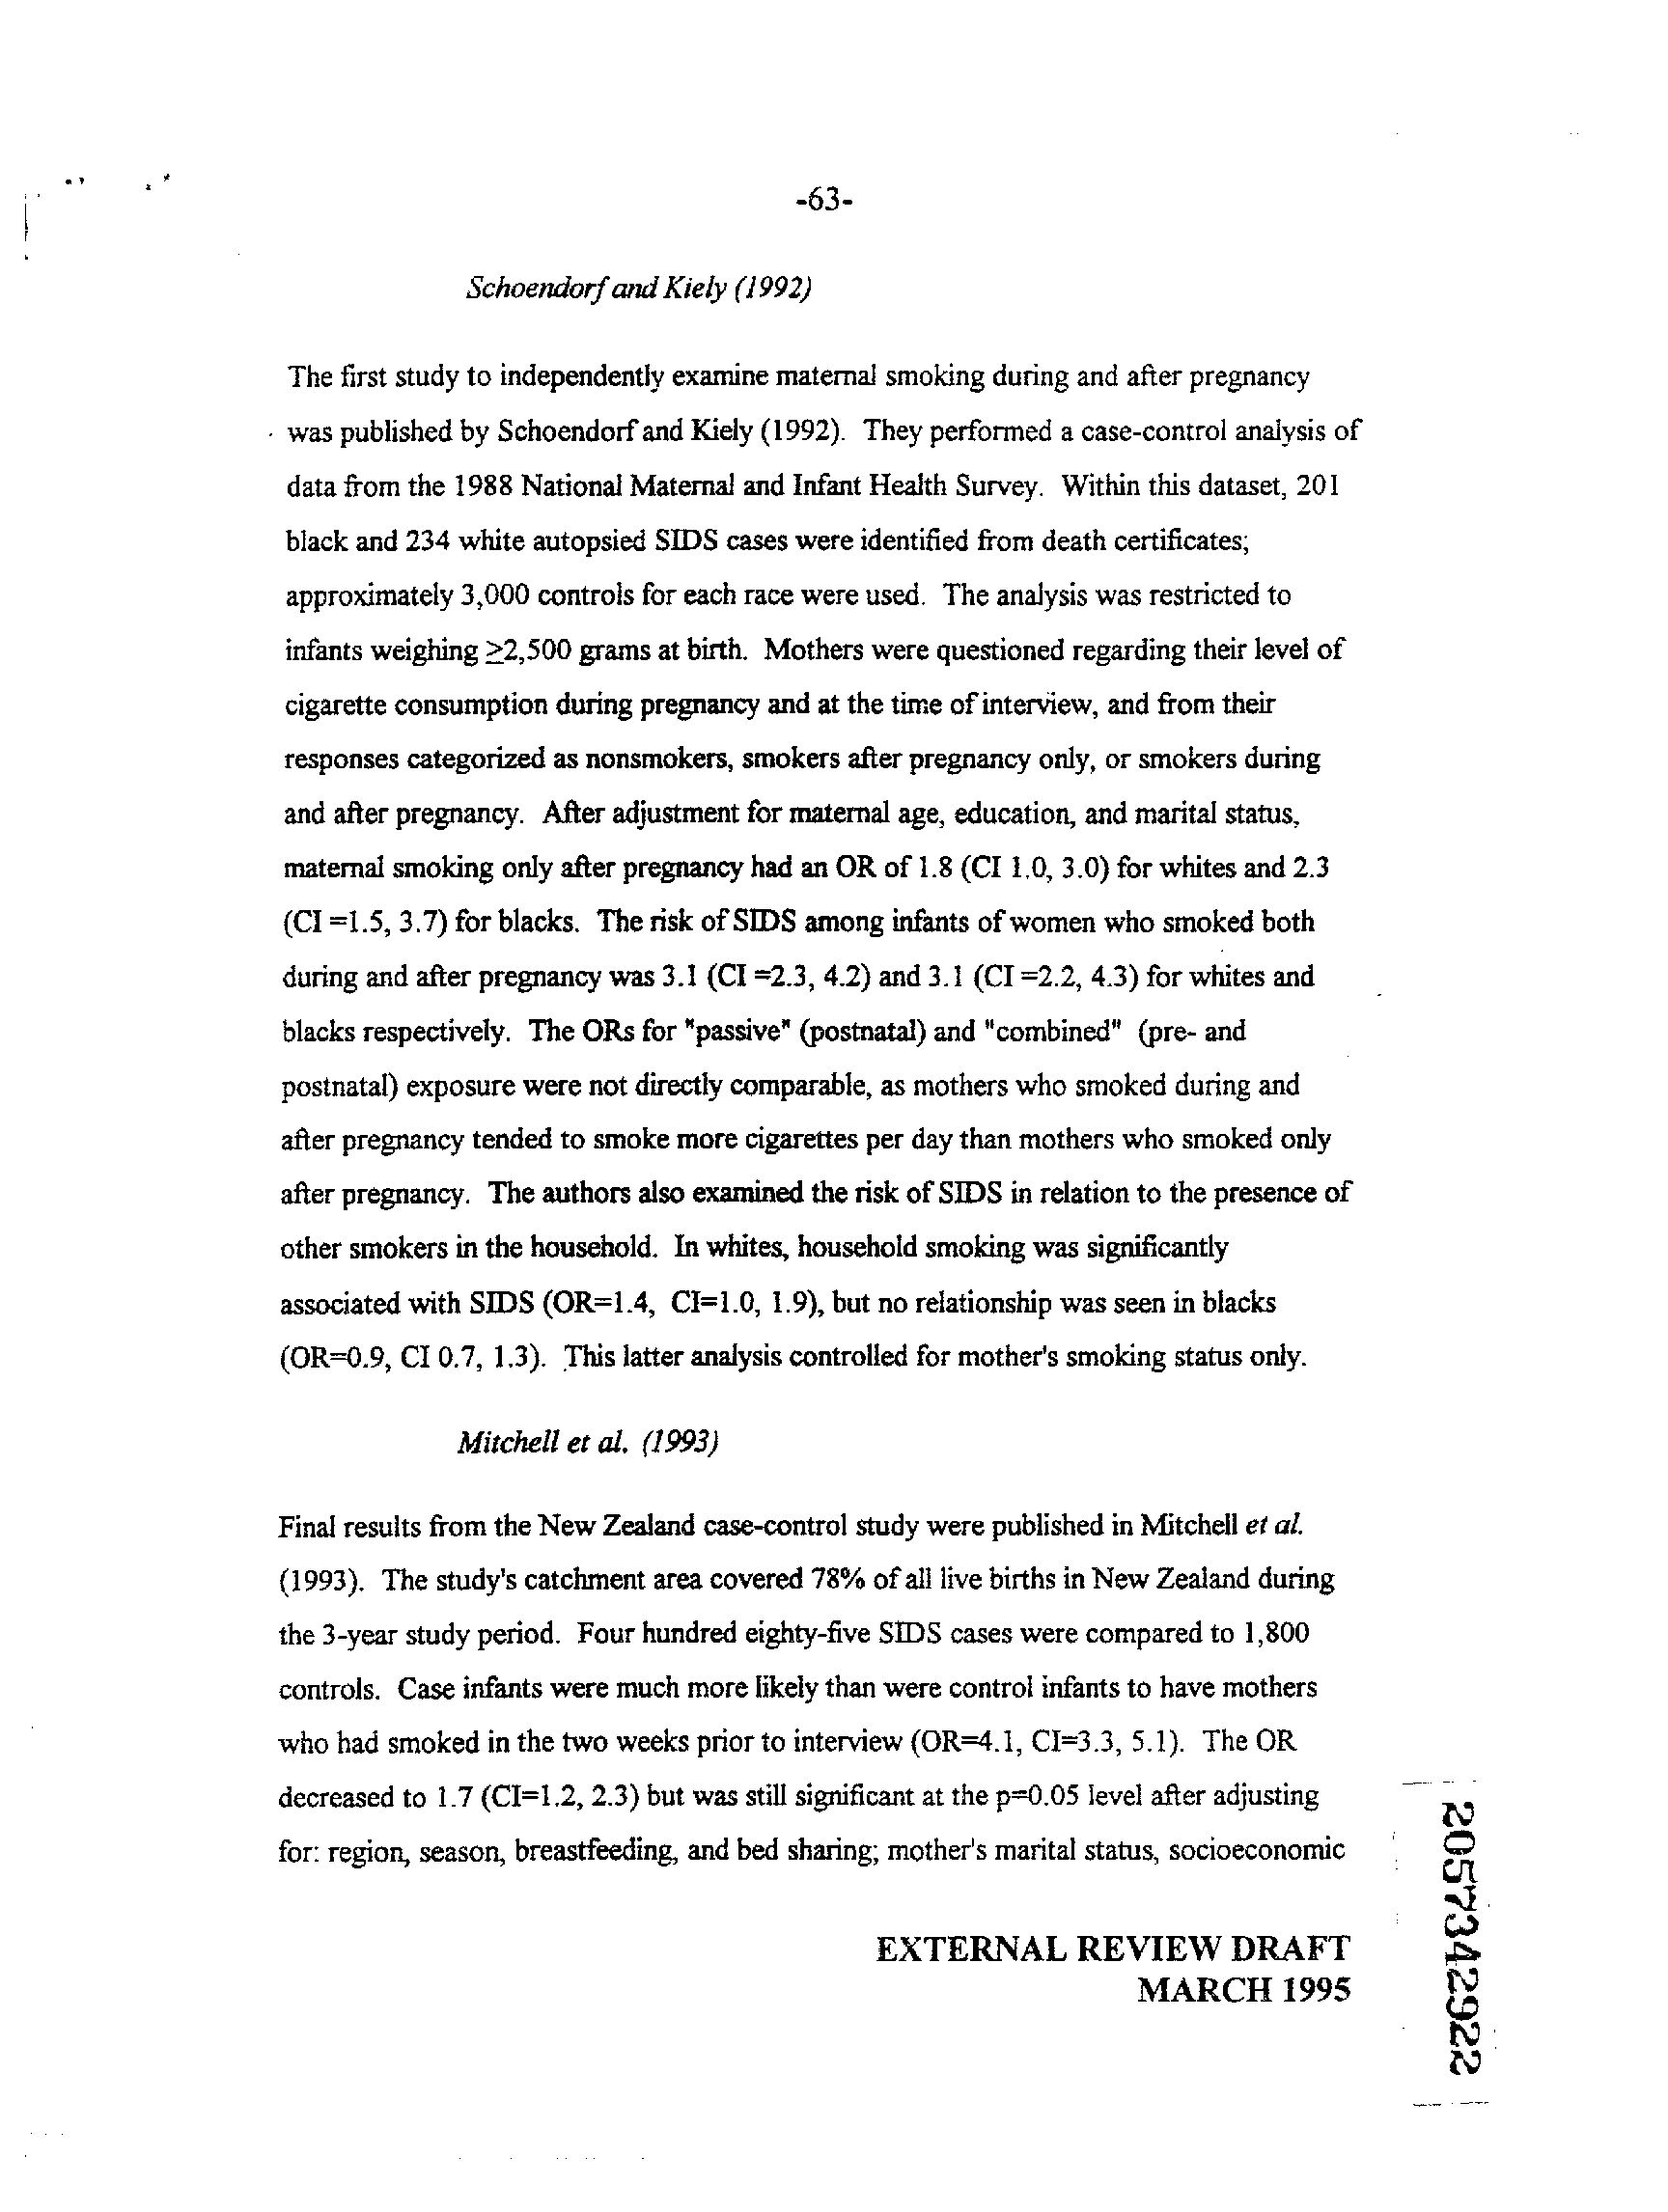 -63-
Schoendorf and Kiely (1992)
The first study to independently examine maternal smoking during and after pregnancy
was published by Schoendorf and Kiely (1992). They performed a case-control analysis of
data from the 1988 National Maternal and Infant Health Survey. Within this dataset, 201
black and 234 white autopsied SIDS cases were identified from death certificates;
approximately 3,000 controls for each race were used. The analysis was restricted to
infants weighing ≥2,500 grams at birth. Mothers were questioned regarding their level of
cigarette consumption during pregnancy and at the time of interview, and from their
responses categorized as nonsmokers, smokers after pregnancy only, or smokers during
and after pregnancy. After adjustment for maternal age, education, and marital status,
maternal smoking only after pregnancy had an OR of 1.8 (CI 1.0, 3.0) for whites and 2.3
(CI =1.5, 3.7) for blacks. The risk of SIDS among infants of women who smoked both
during and after pregnancy was 3.1 (CI =2.3, 4.2) and 3.1 (CI =2.2, 4.3) for whites and
blacks respectively. The ORs for "passive" (postnatal) and "combined" (pre- and
postnatal) exposure were not directly comparable, as mothers who smoked during and
after pregnancy tended to smoke more cigarettes per day than mothers who smoked only
after pregnancy. The authors also examined the risk of SIDS in relation to the presence of
other smokers in the household. In whites, household smoking was significantly
associated with SIDS (OR=1.4, CI=1.0, 1.9), but no relationship was seen in blacks
(OR=0.9, CI 0.7, 1.3). This latter analysis controlled for mother's smoking status only.
Mitchell et al. (1993)
Final results from the New Zealand case-control study were published in Mitchell et al.
(1993). The study's catchment area covered 78% of all live births in New Zealand during
the 3-year study period. Four hundred eighty-five SIDS cases were compared to 1,800
controls. Case infants were much more likely than were control infants to have mothers
who had smoked in the two weeks prior to interview (OR=4.1, CI=3.3, 5.1). The OR
decreased to 1.7 (CI=1.2, 2.3) but was still significant at the p=0.05 level after adjusting
for: region, season, breastfeeding, and bed sharing; mother's marital status, socioeconomic
EXTERNAL REVIEW DRAFT
MARCH 1995
2057342922